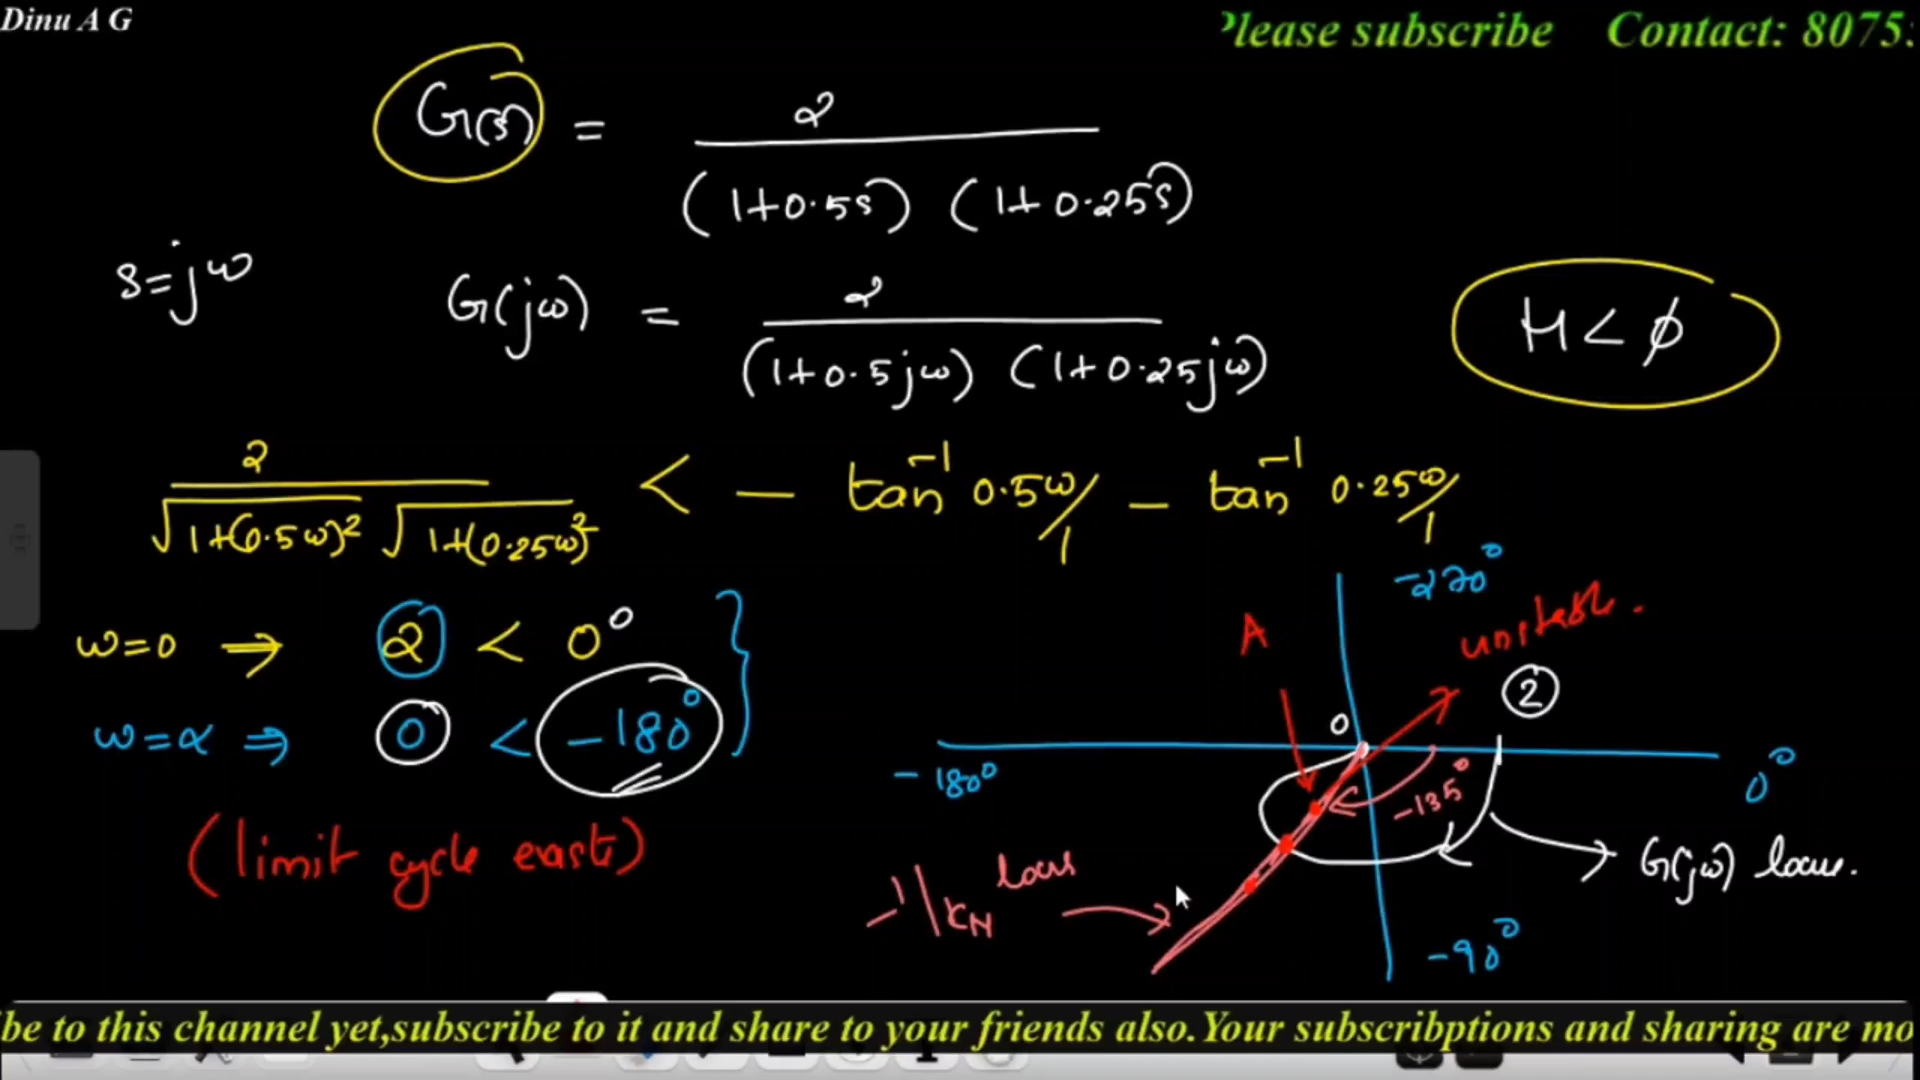 Dinu A G
Please subscribe Contact: 8075
G(s) = 2
(1+0.5s) (1+0.25s)
s=jω
G(jω) = 2
(1+0.5jω) (1+0.25jω)
M<ϕ
2
√1+(0.5ω)² √1+(0.25ω)² < – tan⁻¹ 0.5ω/1 – tan⁻¹ 0.25ω/1
ω=0 ⇒ 2 < 0°
ω=α ⇒ 0 < –180°
(limit cycle exists)
-270°
A
unstable.
2
0
-180°
0°
-135°
G(jω) locus.
-1/KN locus
-90°
be to this channel yet,subscribe to it and share to your friends also.Your subscribptions and sharing are mo